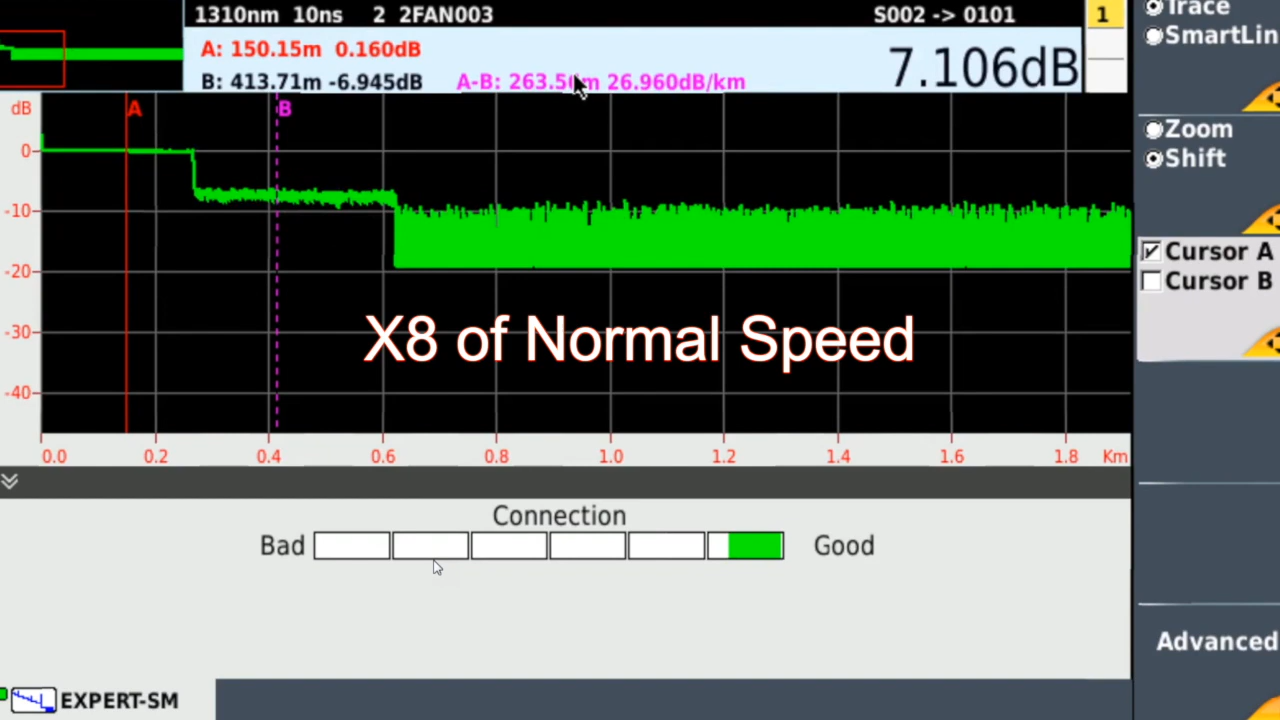 1310nm 10ns 2 2FAN003 S002 -> 0101 1
A: 150.15m 0.160dB
B: 413.71m -6.945dB A-B: 26.960dB/km 7.106dB
dB A B
0
-10
-20
-30
-40
X8 of Normal Speed
0.0 0.2 0.4 0.6 0.8 1.0 1.2 1.4 1.6 1.8 Km
Connection
Bad Good
EXPERT-SM
Trace
SmartLin
Zoom
Shift
Cursor A
Cursor B
Advanced